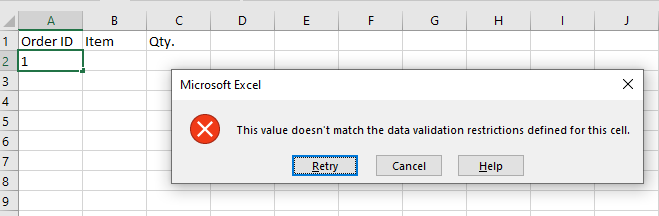 A B C D E F G H I J
1 Order ID Item Qty.
2 1
3
4
Microsoft Excel
5
6 This value doesn't match the data validation restrictions defined for this cell.
7
8 Retry Cancel Help
9